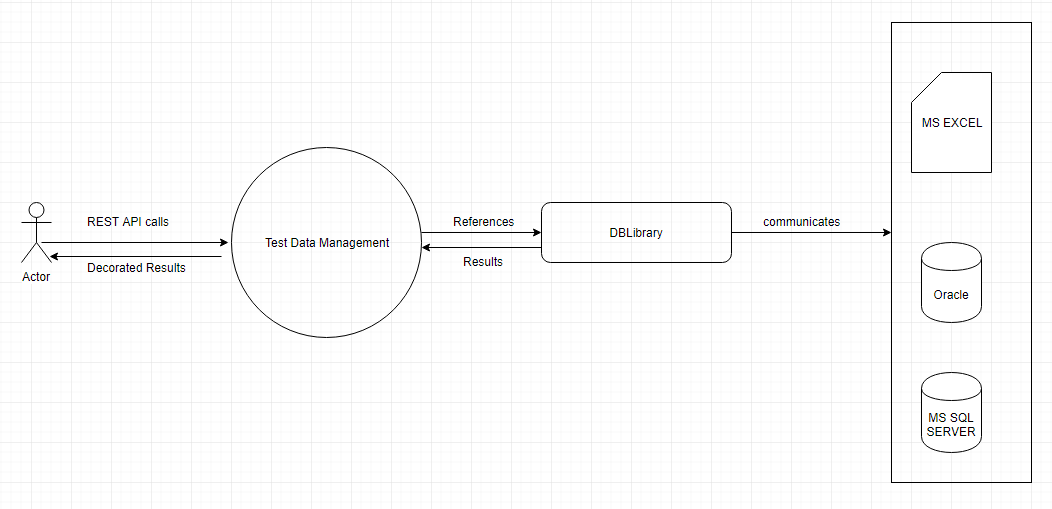 REST API calls
Decorated Results
Actor
Test Data Management
References
Results
DBLibrary
communicates
MS EXCEL
Oracle
MS SQL
SERVER